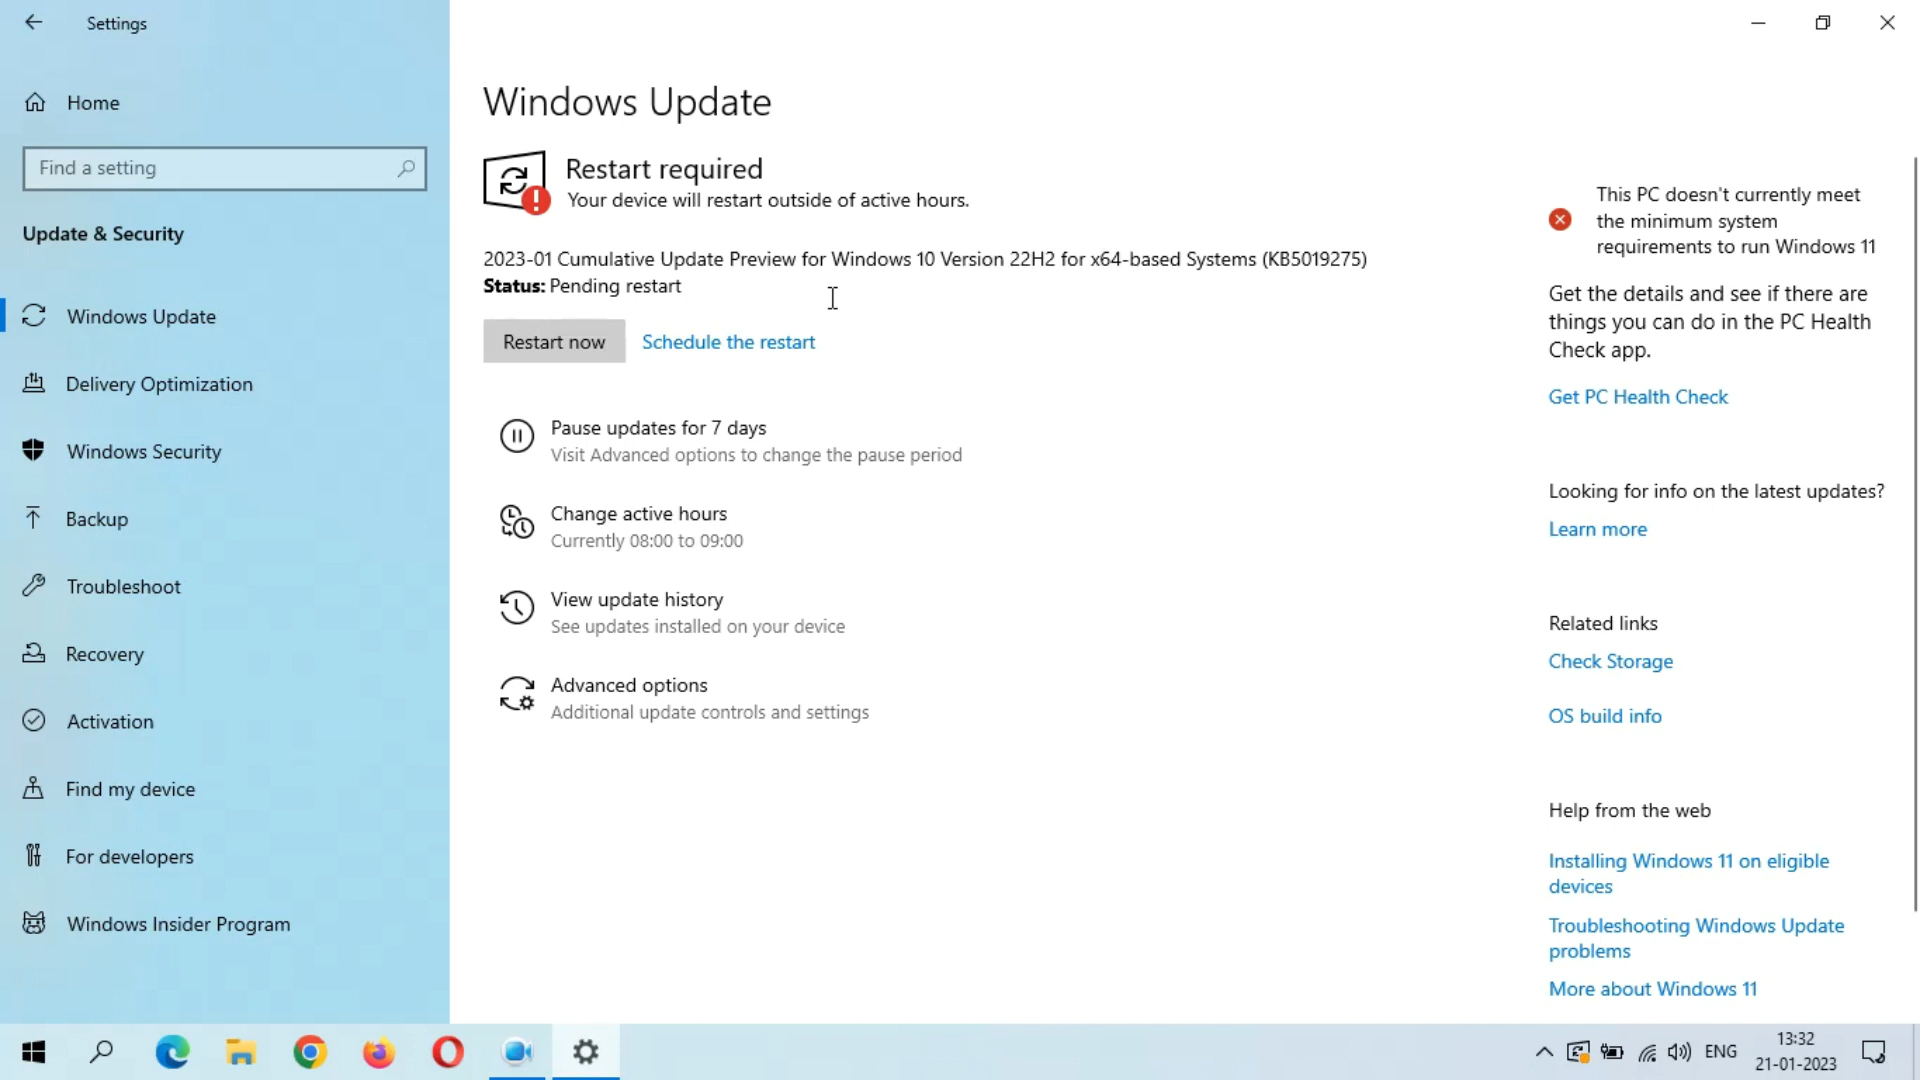 Settings
Home
Find a setting
Update & Security
Windows Update
Delivery Optimization
Windows Security
Backup
Troubleshoot
Recovery
Activation
Find my device
For developers
Windows Insider Program
Windows Update
Restart required
Your device will restart outside of active hours.
2023-01 Cumulative Update Preview for Windows 10 Version 22H2 for x64-based Systems (KB5019275)
Status: Pending restart
Restart now
Schedule the restart
Pause updates for 7 days
Visit Advanced options to change the pause period
Change active hours
Currently 08:00 to 09:00
View update history
See updates installed on your device
Advanced options
Additional update controls and settings
This PC doesn't currently meet
the minimum system
requirements to run Windows 11
Get the details and see if there are
things you can do in the PC Health
Check app.
Get PC Health Check
Looking for info on the latest updates?
Learn more
Related links
Check Storage
OS build info
Help from the web
Installing Windows 11 on eligible
devices
Troubleshooting Windows Update
problems
More about Windows 11
ENG
13:32
21-01-2023